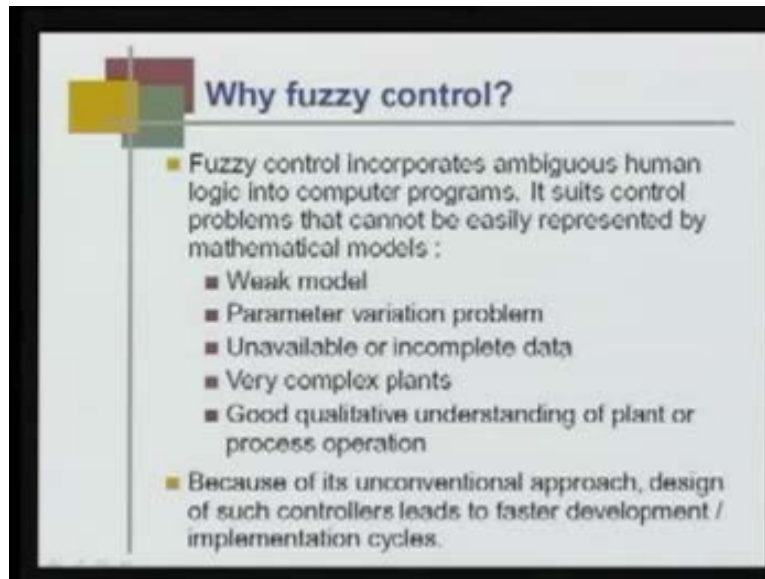 Why fuzzy control?
Fuzzy control incorporates ambiguous human
logic into computer programs. It suits control
problems that cannot be easily represented by
mathematical models :
Weak model
Parameter variation problem
Unavailable or incomplete data
Very complex plants
Good qualitative understanding of plant or
process operation
Because of its unconventional approach, design
of such controllers leads to faster development /
implementation cycles.